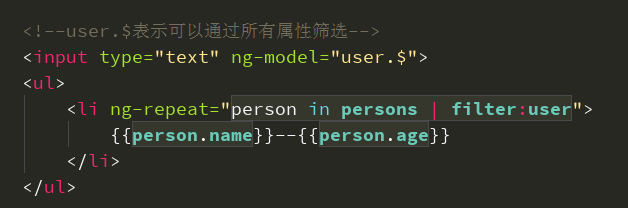 <!--user.$表示可以通过所有属性筛选-->
<input type="text" ng-model="user.$">
<ul>
    <li ng-repeat="person in persons | filter:user">
        {{person.name}}--{{person.age}}
    </li>
</ul>